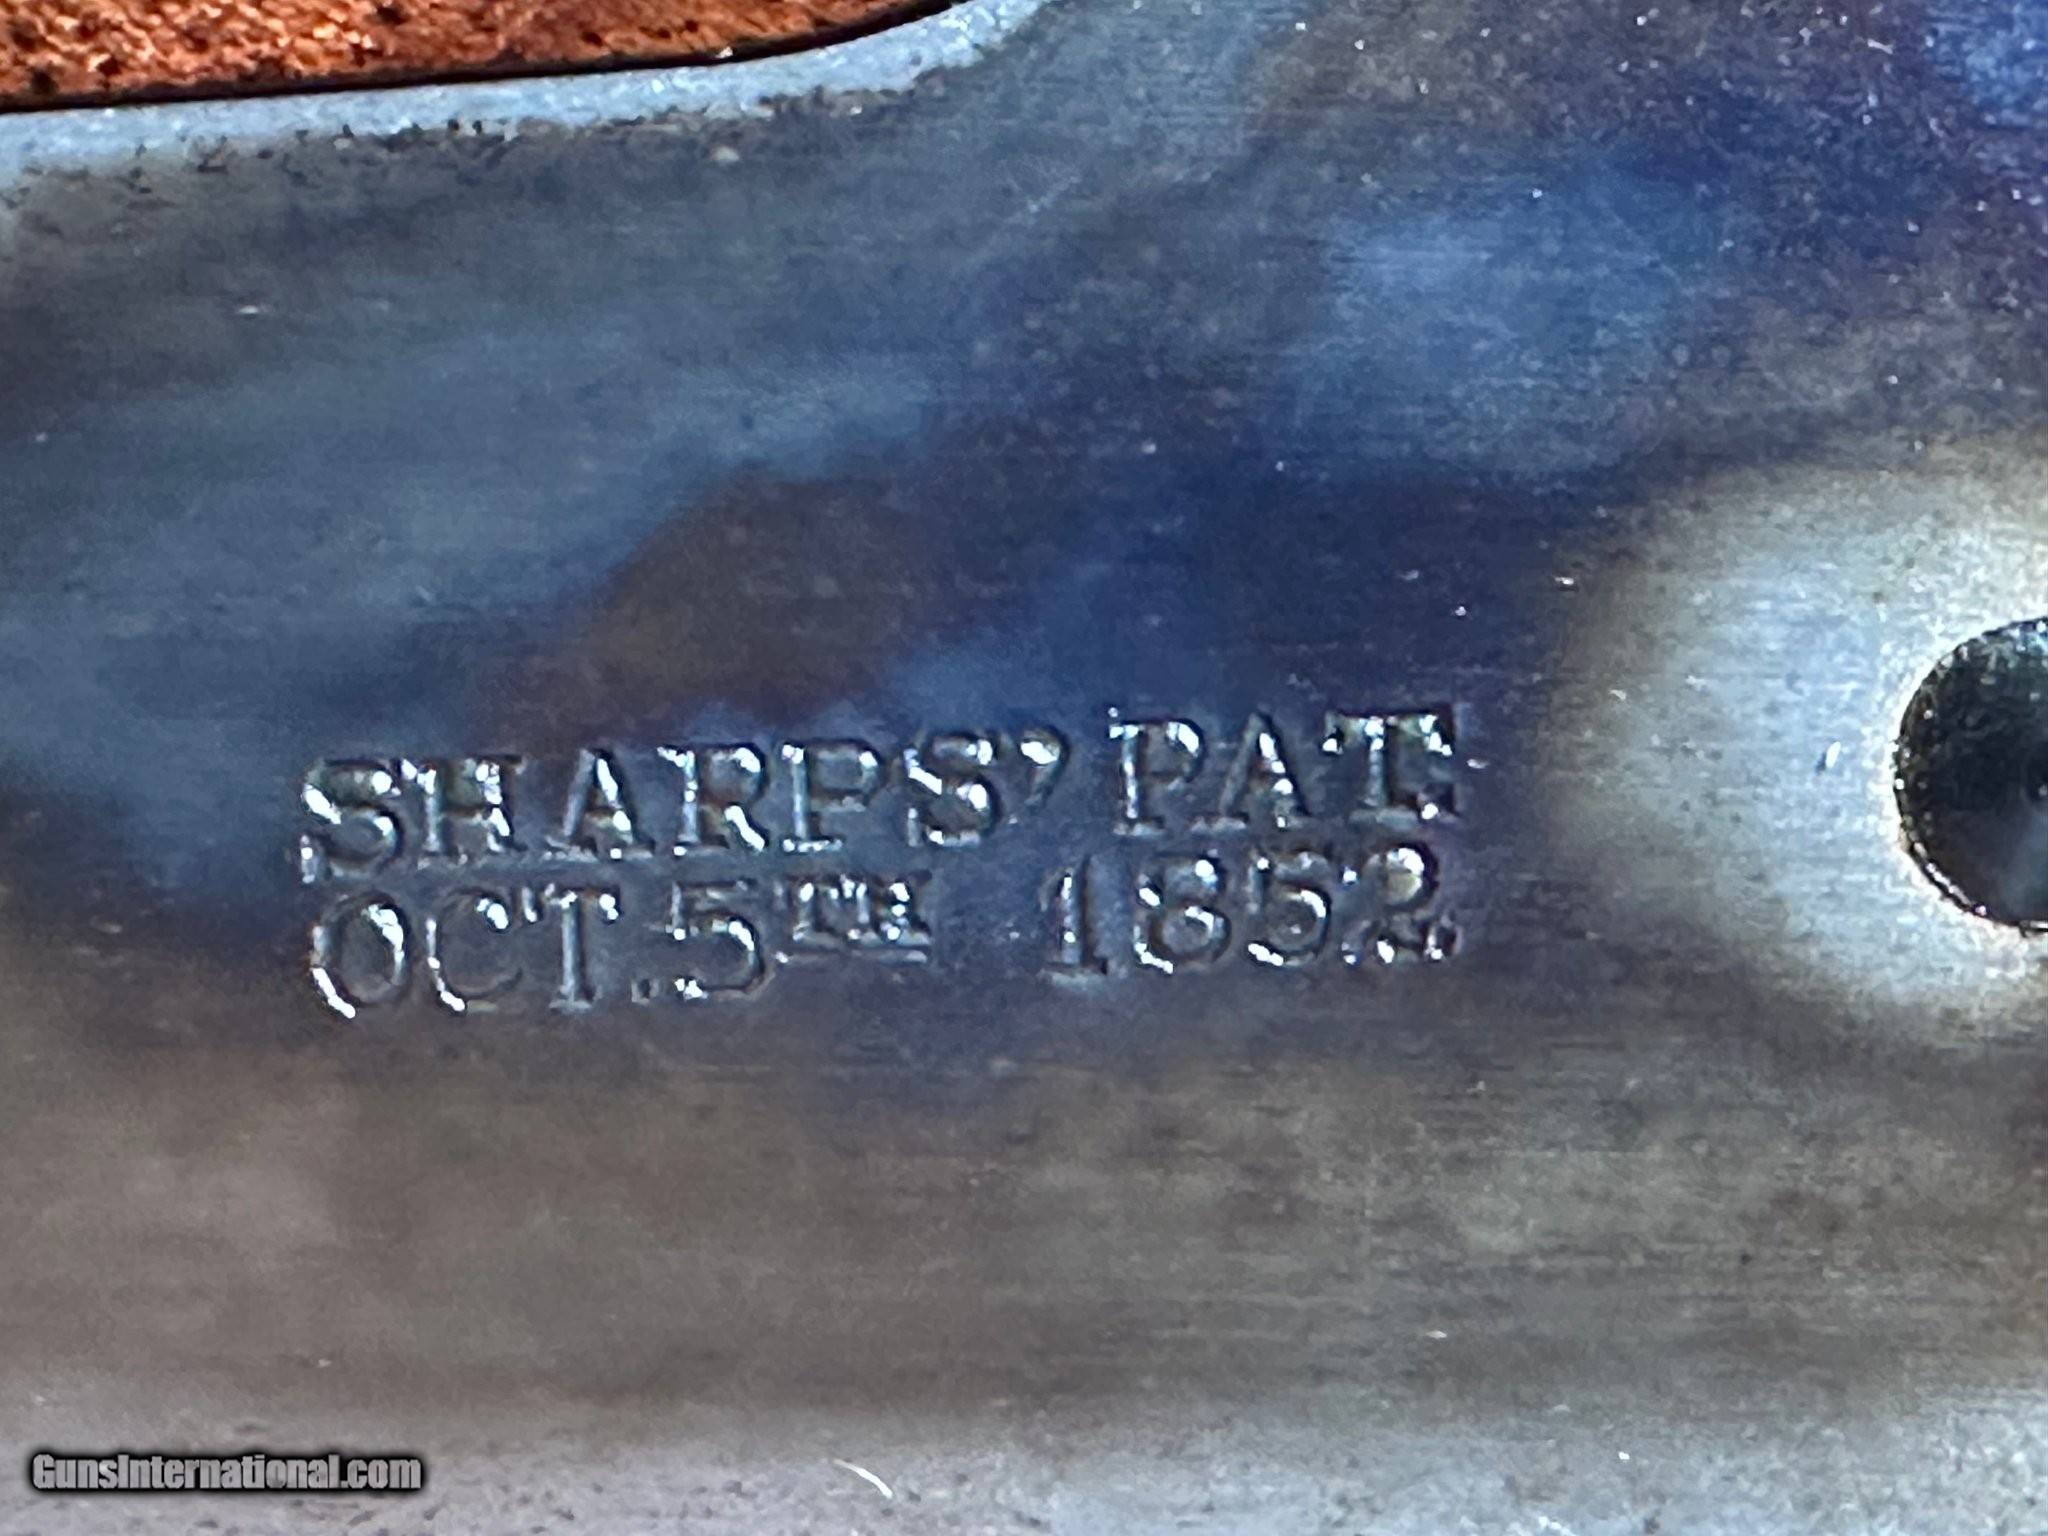 SHARPS' PAT.
OCT. 5TH 1852.
GunsInternational.com